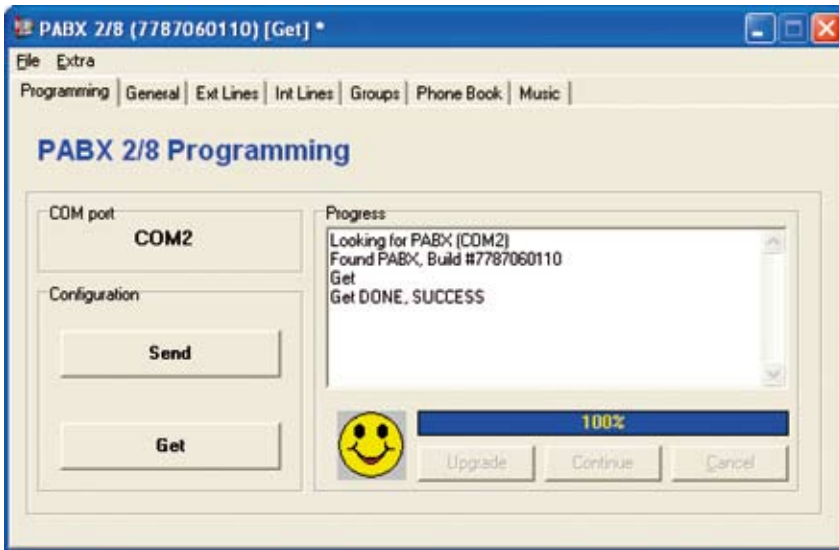 PABX 2/8 (7787060110) [Get] *
File Extra
Programming General Ext Lines Int Lines Groups Phone Book Music
PABX 2/8 Programming
COM port
COM2
Configuration
Send
Get
Progress
Looking for PABX (COM2)
Found PABX, Build #7787060110
Get
Get DONE, SUCCESS
100%
Upgrade Continue Cancel